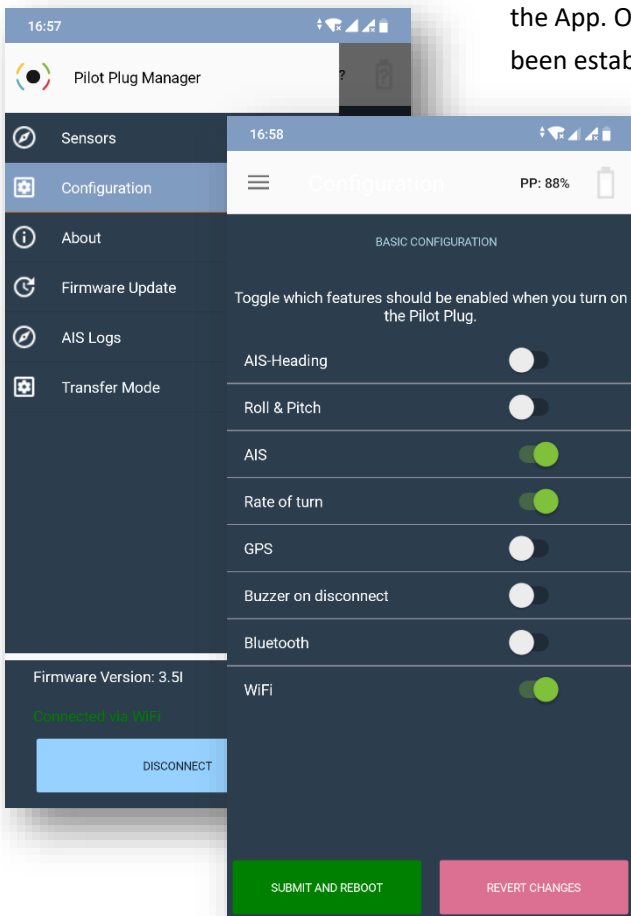 the App. O
been estab
16:57
Pilot Plug Manager
?
Sensors
Configuration
About
Firmware Update
AIS Logs
Transfer Mode
Firmware Version: 3.5I
Connected via WiFi
DISCONNECT
16:58
Configuration
PP: 88%
BASIC CONFIGURATION
Toggle which features should be enabled when you turn on
the Pilot Plug.
AIS-Heading
Roll & Pitch
AIS
Rate of turn
GPS
Buzzer on disconnect
Bluetooth
WiFi
SUBMIT AND REBOOT
REVERT CHANGES